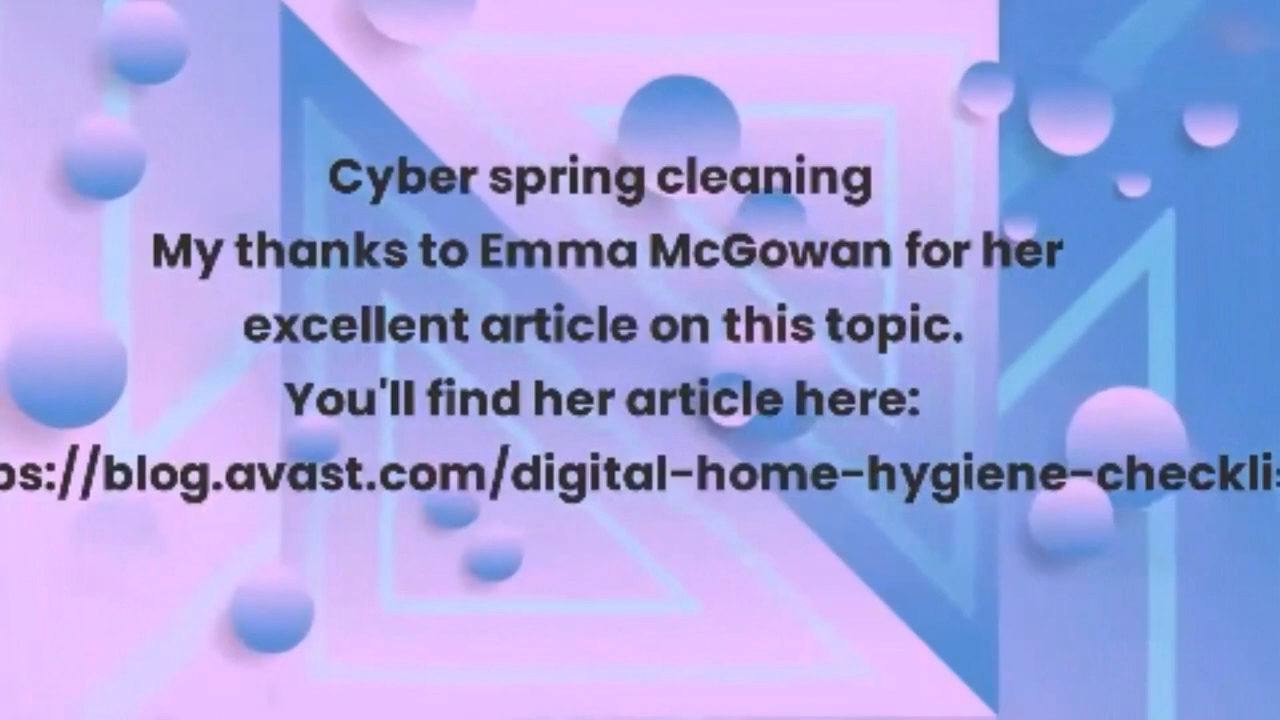 Cyber spring cleaning
My thanks to Emma McGowan for her
excellent article on this topic.
You'll find her article here:
ps://blog.avast.com/digital-home-hygiene-checklis